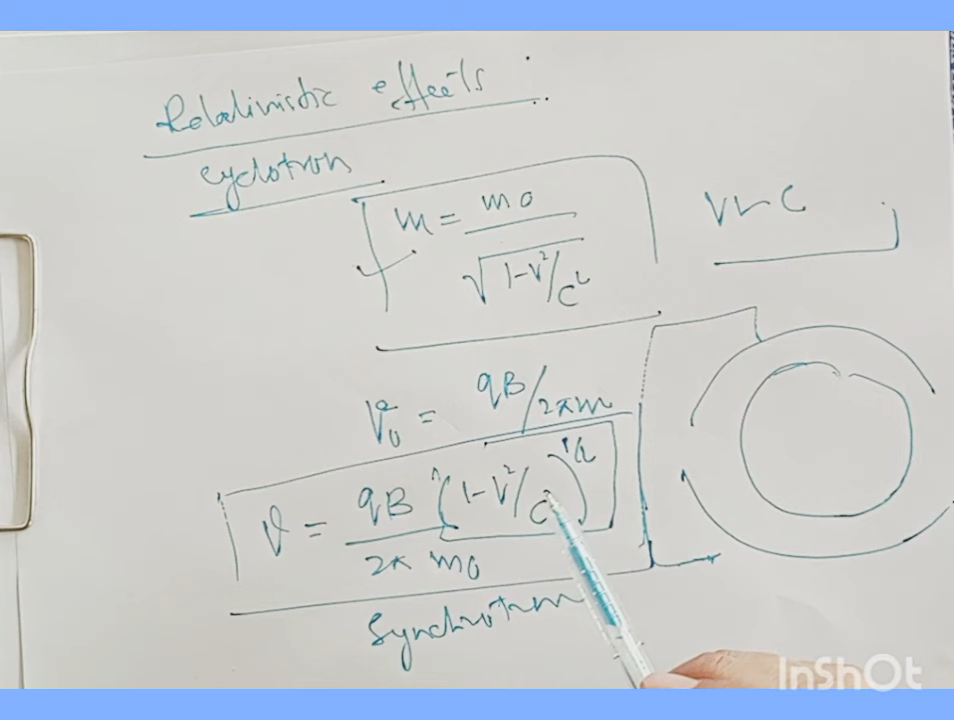 Relativistic effects :
cyclotron
m = m0 / √1-v²/c²
V ~ C
ν0 = qB/2πm
ν = qB (1-v²/c²)^1/2 / 2π m0
Synchrotron
InShOt